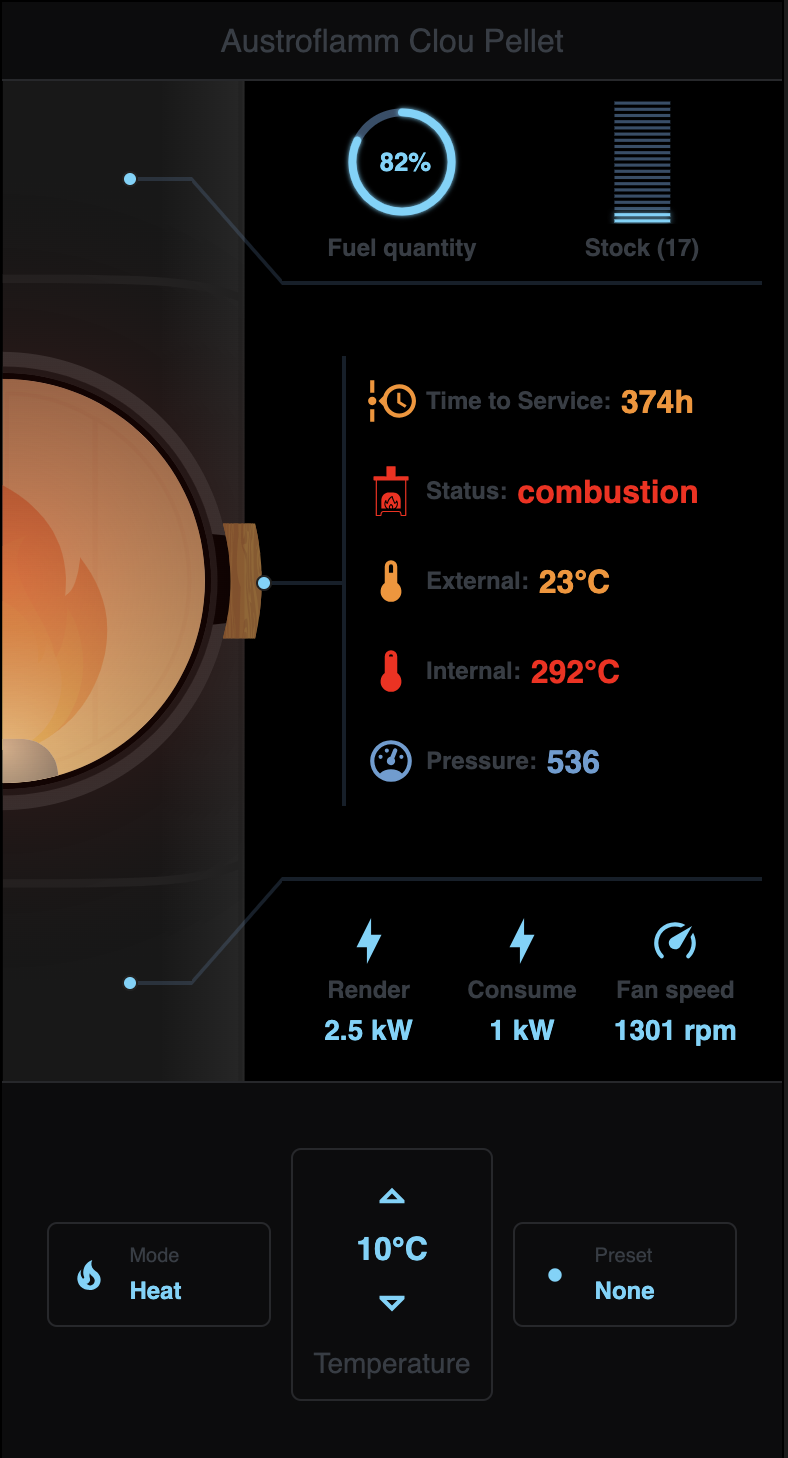 Austroflamm Clou Pellet
82%
Fuel quantity
Stock (17)
Time to Service: 374h
Status: combustion
External: 23°C
Internal: 292°C
Pressure: 536
Render
Consume
Fan speed
2.5 kW
1 kW
1301 rpm
Mode
Heat
10°C
Temperature
Preset
None